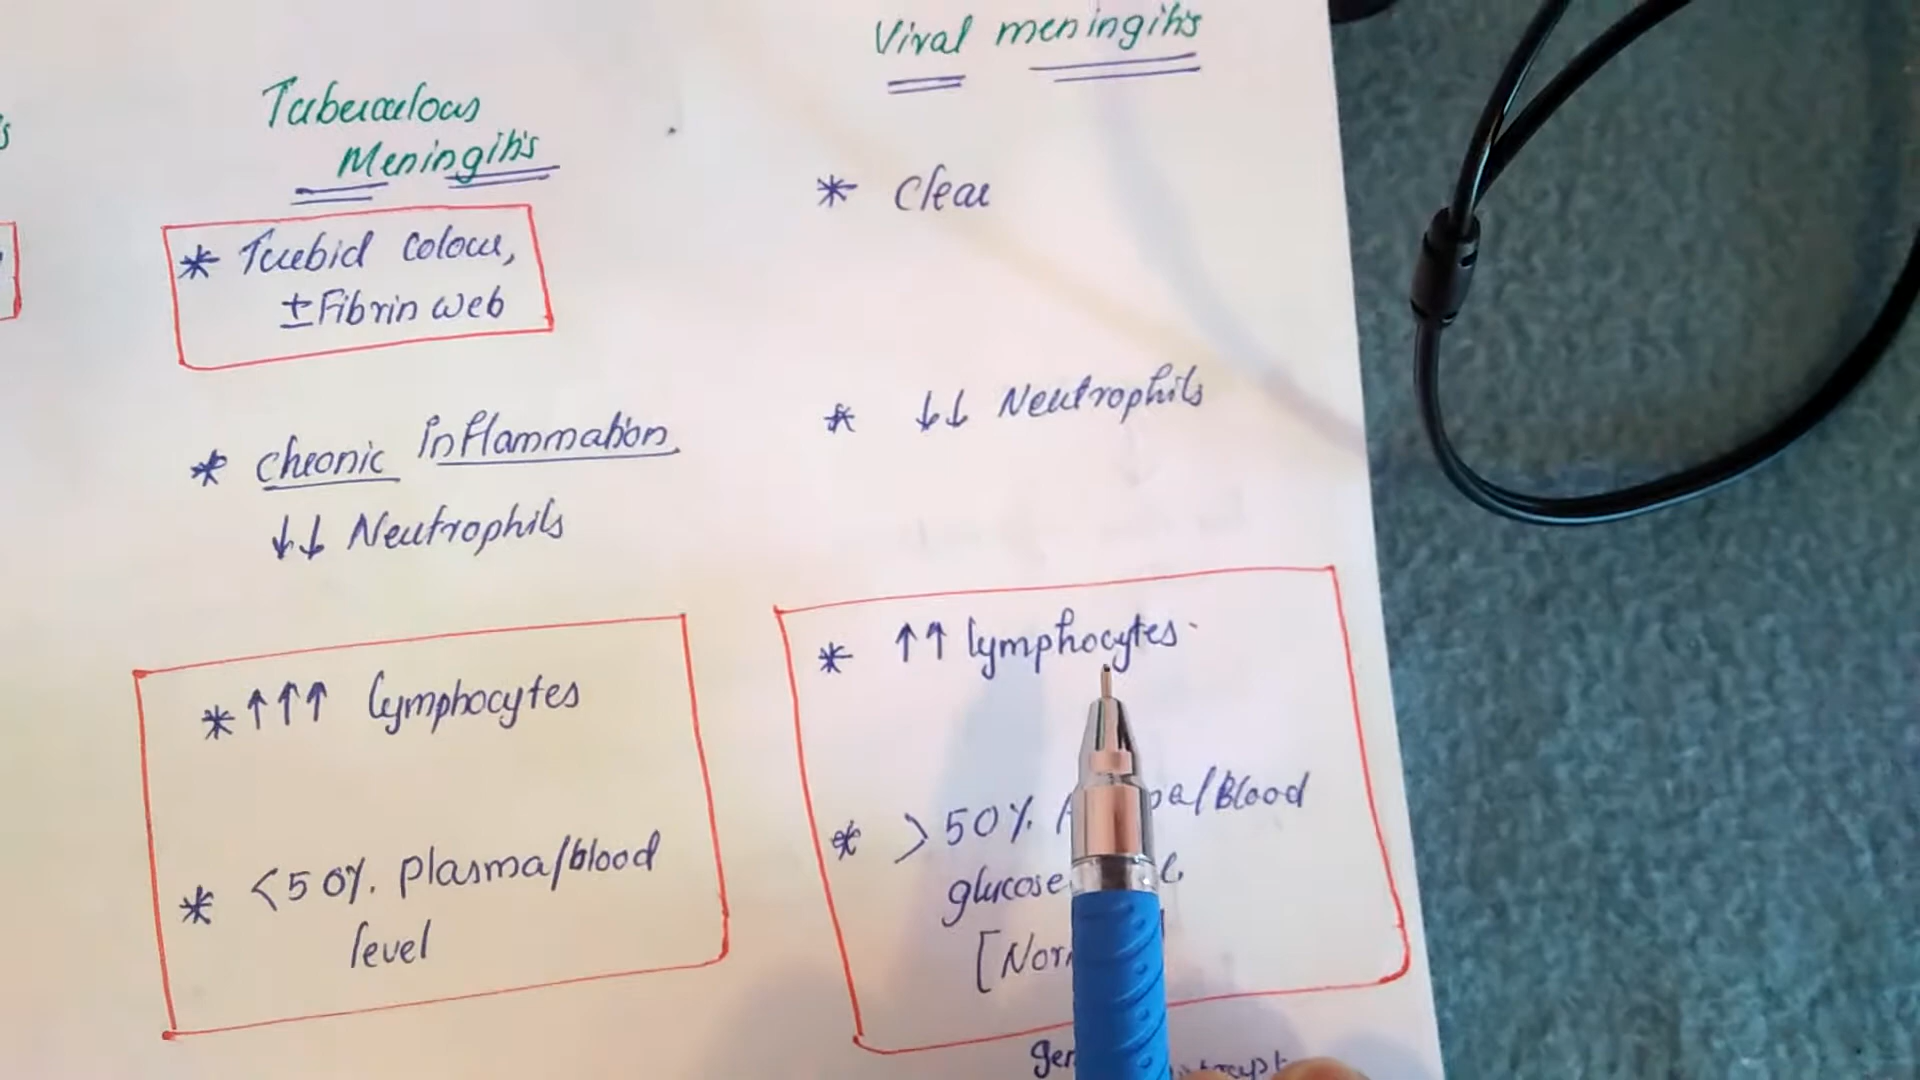 Tuberculous
Meningitis
* Turbid colour,
± Fibrin web
* chronic inflammation
↓↓ Neutrophils
* ↑↑↑ lymphocytes
* <50%. plasma/blood
level
Viral meningitis
* Clear
* ↓↓ Neutrophils
* ↑↑ lymphocytes.
* >50%. /Blood
glucose